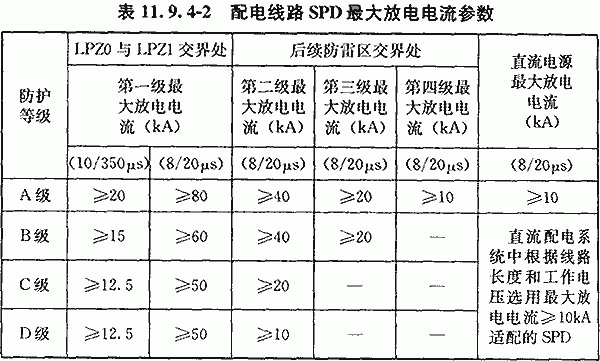 表 11.9.4-2 配电线路 SPD 最大放电电流参数
防护等级
LPZ0 与 LPZ1 交界处
后续防雷区交界处
直流电源最大放电电流（kA）
第一级最大放电电流（kA）
第二级最大放电电流（kA）
第三级最大放电电流（kA）
第四级最大放电电流（kA）
(10/350μs) (8/20μs) (8/20μs) (8/20μs) (8/20μs) (8/20μs)
A 级 ≥20 ≥80 ≥40 ≥20 ≥10 ≥10
B 级 ≥15 ≥60 ≥40 ≥20 —
C 级 ≥12.5 ≥50 ≥20 — —
D 级 ≥12.5 ≥50 ≥10 — —
直流配电系
统中根据线路
长度和工作电
压选用最大放
电电流≥10kA
适配的 SPD